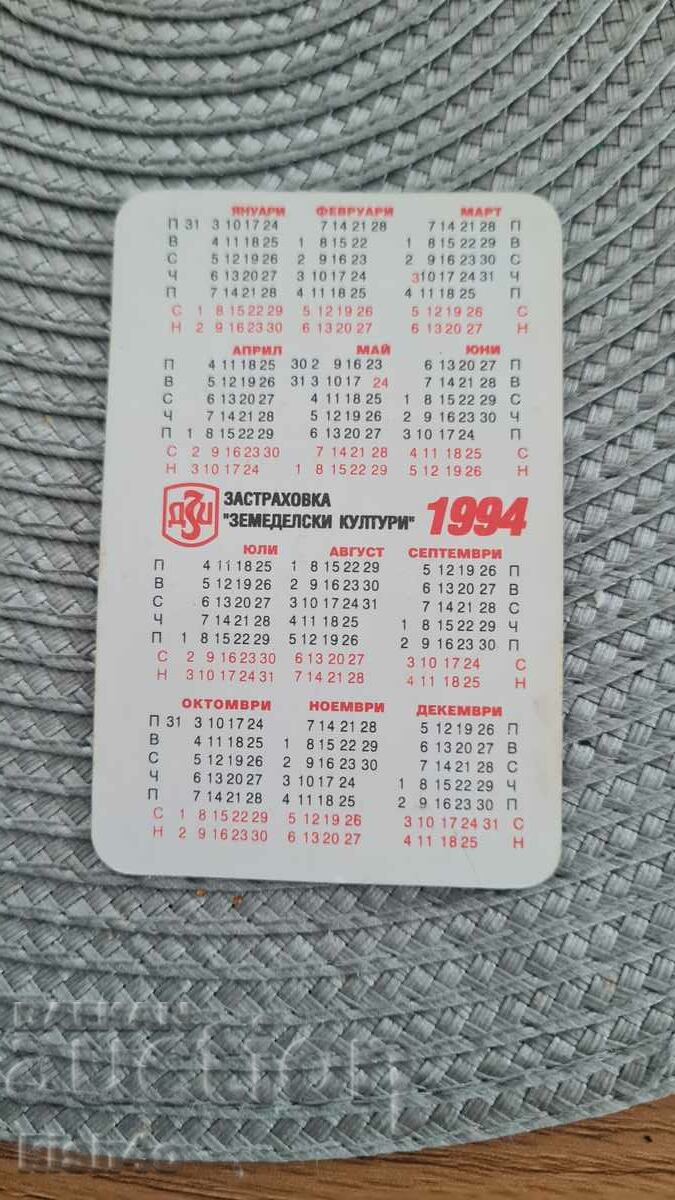 ЯНУАРИ ФЕВРУАРИ МАРТ
П 31 3 10 17 24 7 14 21 28 7 14 21 28 П
В 4 11 18 25 1 8 15 22 1 8 15 22 29 В
С 5 12 19 26 2 9 16 23 2 9 16 23 30 С
Ч 6 13 20 27 3 10 17 24 3 10 17 24 31 Ч
П 7 14 21 28 4 11 18 25 4 11 18 25 П
С 1 8 15 22 29 5 12 19 26 5 12 19 26 С
Н 2 9 16 23 30 6 13 20 27 6 13 20 27 Н
АПРИЛ МАЙ ЮНИ
П 4 11 18 25 30 2 9 16 23 6 13 20 27 П
В 5 12 19 26 31 3 10 17 24 7 14 21 28 В
С 6 13 20 27 4 11 18 25 1 8 15 22 29 С
Ч 7 14 21 28 5 12 19 26 2 9 16 23 30 Ч
П 1 8 15 22 29 6 13 20 27 3 10 17 24 П
С 2 9 16 23 30 7 14 21 28 4 11 18 25 С
Н 3 10 17 24 1 8 15 22 29 5 12 19 26 Н
ДЗИ ЗАСТРАХОВКА
"ЗЕМЕДЕЛСКИ КУЛТУРИ" 1994
ЮЛИ АВГУСТ СЕПТЕМВРИ
П 4 11 18 25 1 8 15 22 29 5 12 19 26 П
В 5 12 19 26 2 9 16 23 30 6 13 20 27 В
С 6 13 20 27 3 10 17 24 31 7 14 21 28 С
Ч 7 14 21 28 4 11 18 25 1 8 15 22 29 Ч
П 1 8 15 22 29 5 12 19 26 2 9 16 23 30 П
С 2 9 16 23 30 6 13 20 27 3 10 17 24 С
Н 3 10 17 24 31 7 14 21 28 4 11 18 25 Н
ОКТОМВРИ НОЕМВРИ ДЕКЕМВРИ
П 31 3 10 17 24 7 14 21 28 5 12 19 26 П
В 4 11 18 25 1 8 15 22 29 6 13 20 27 В
С 5 12 19 26 2 9 16 23 30 7 14 21 28 С
Ч 6 13 20 27 3 10 17 24 1 8 15 22 29 Ч
П 7 14 21 28 4 11 18 25 2 9 16 23 30 П
С 1 8 15 22 29 5 12 19 26 3 10 17 24 31 С
Н 2 9 16 23 30 6 13 20 27 4 11 18 25 Н
BALKAN
auction
kish4o